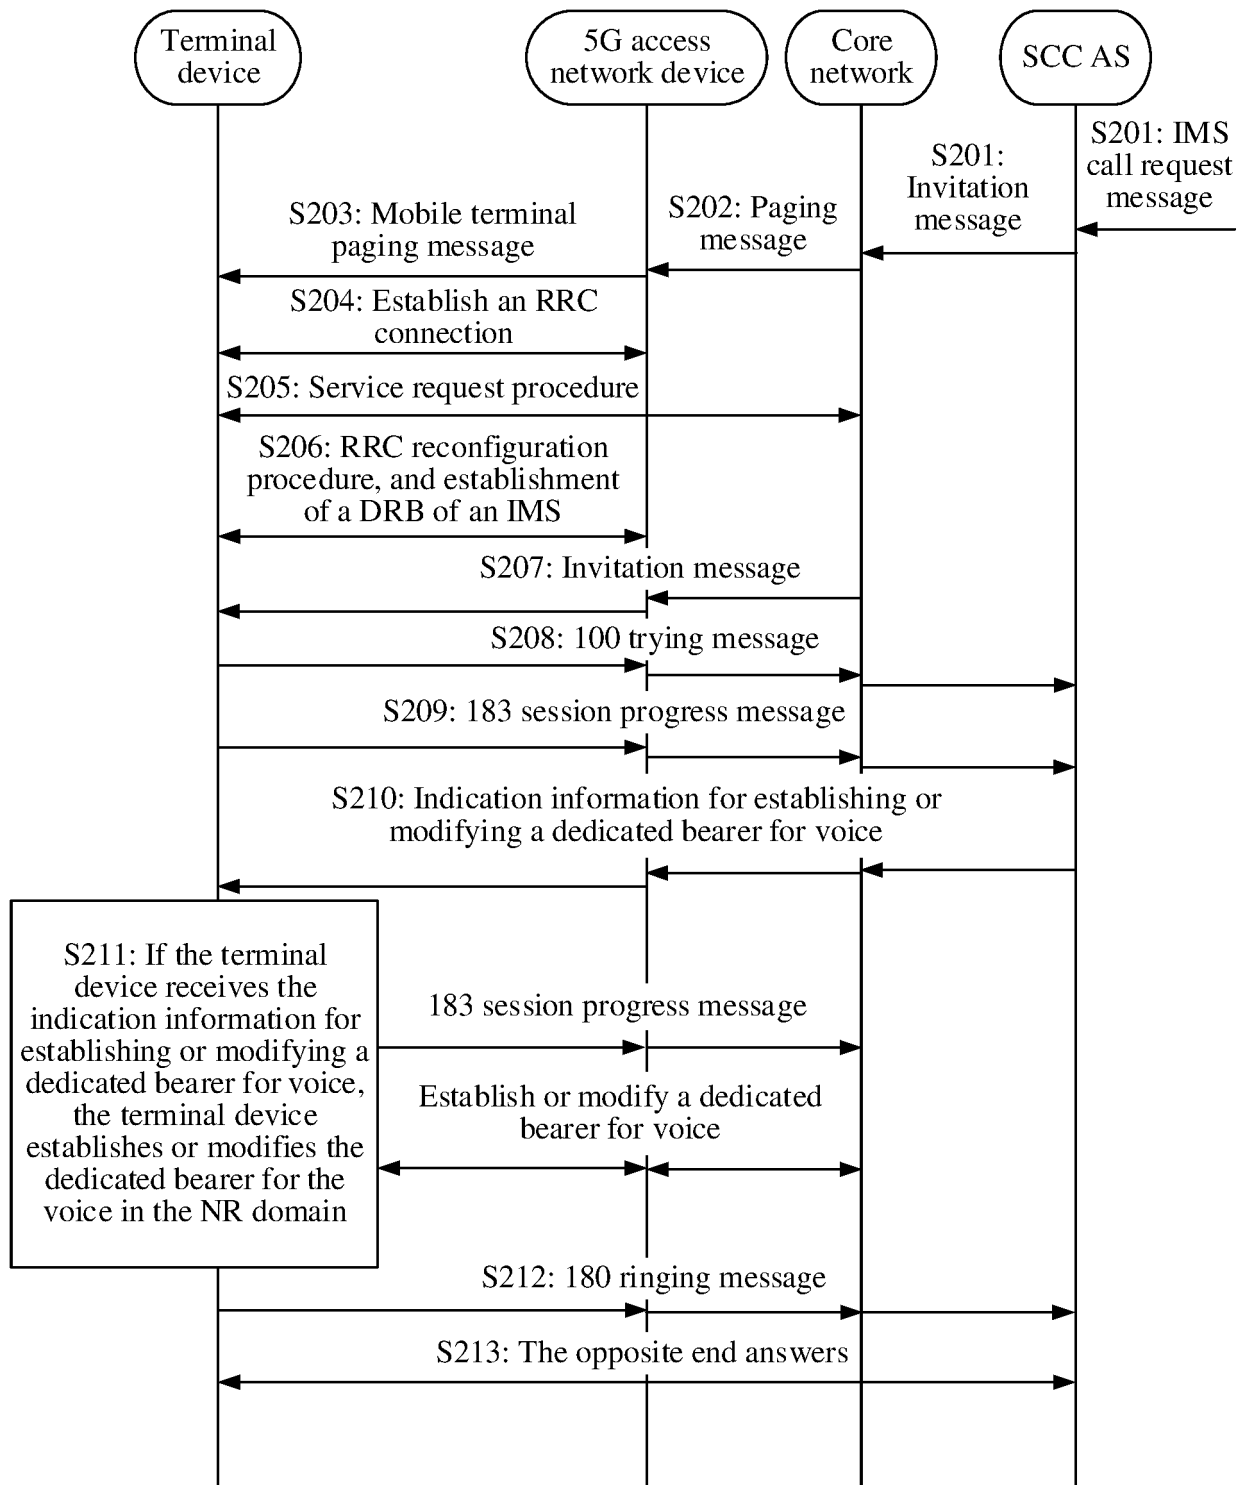 Terminal
device
5G access
network device
Core
network
SCC AS
S201: IMS
call request
message
S201:
Invitation
message
S202: Paging
message
S203: Mobile terminal
paging message
S204: Establish an RRC
connection
S205: Service request procedure
S206: RRC reconfiguration
procedure, and establishment
of a DRB of an IMS
S207: Invitation message
S208: 100 trying message
S209: 183 session progress message
S210: Indication information for establishing or
modifying a dedicated bearer for voice
S211: If the terminal
device receives the
indication information for
establishing or modifying a
dedicated bearer for voice,
the terminal device
establishes or modifies the
dedicated bearer for the
voice in the NR domain
183 session progress message
Establish or modify a dedicated
bearer for voice
S212: 180 ringing message
S213: The opposite end answers